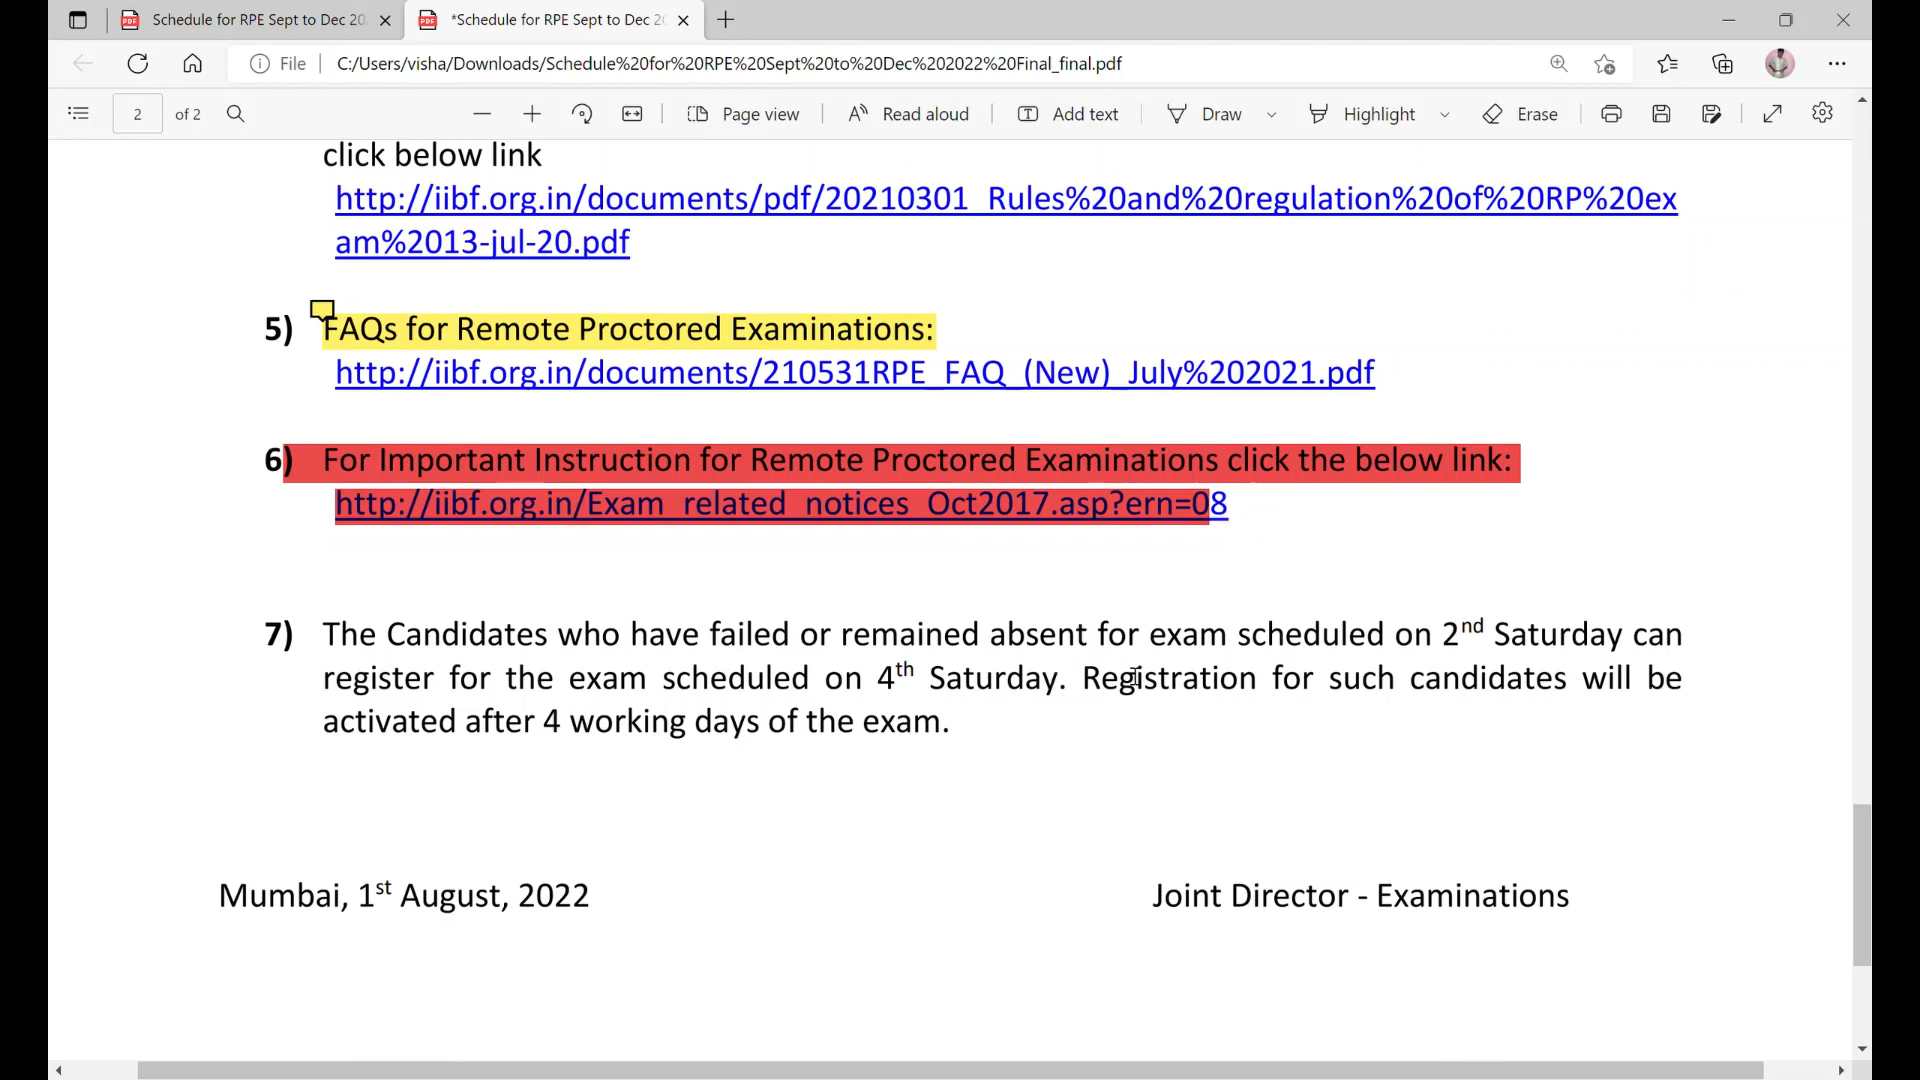 Schedule for RPE Sept to Dec 20
*Schedule for RPE Sept to Dec 20
File
C:/Users/visha/Downloads/Schedule%20for%20RPE%20Sept%20to%20Dec%202022%20Final_final.pdf
2 of 2
Page view
Read aloud
Add text
Draw
Highlight
Erase
click below link
http://iibf.org.in/documents/pdf/20210301_Rules%20and%20regulation%20of%20RP%20ex
am%2013-jul-20.pdf
5) FAQs for Remote Proctored Examinations:
http://iibf.org.in/documents/210531RPE_FAQ_(New)_July%202021.pdf
6) For Important Instruction for Remote Proctored Examinations click the below link:
http://iibf.org.in/Exam_related_notices_Oct2017.asp?ern=08
7) The Candidates who have failed or remained absent for exam scheduled on 2nd Saturday can
register for the exam scheduled on 4th Saturday. Registration for such candidates will be
activated after 4 working days of the exam.
Mumbai, 1st August, 2022
Joint Director - Examinations